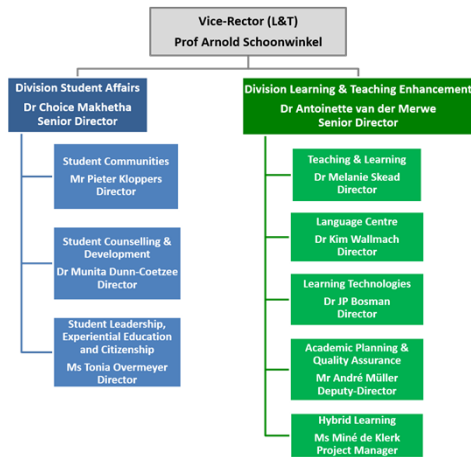 Vice-Rector (L&T)
Prof Arnold Schoonwinkel
Division Student Affairs
Dr Choice Makhetha
Senior Director
Student Communities
Mr Pieter Kloppers
Director
Student Counselling &
Development
Dr Munita Dunn-Coetzee
Director
Student Leadership,
Experiential Education
and Citizenship
Ms Tonia Overmeyer
Director
Division Learning & Teaching Enhancement
Dr Antoinette van der Merwe
Senior Director
Teaching & Learning
Dr Melanie Skead
Director
Language Centre
Dr Kim Wallmach
Director
Learning Technologies
Dr JP Bosman
Director
Academic Planning &
Quality Assurance
Mr André Müller
Deputy-Director
Hybrid Learning
Ms Miné de Klerk
Project Manager